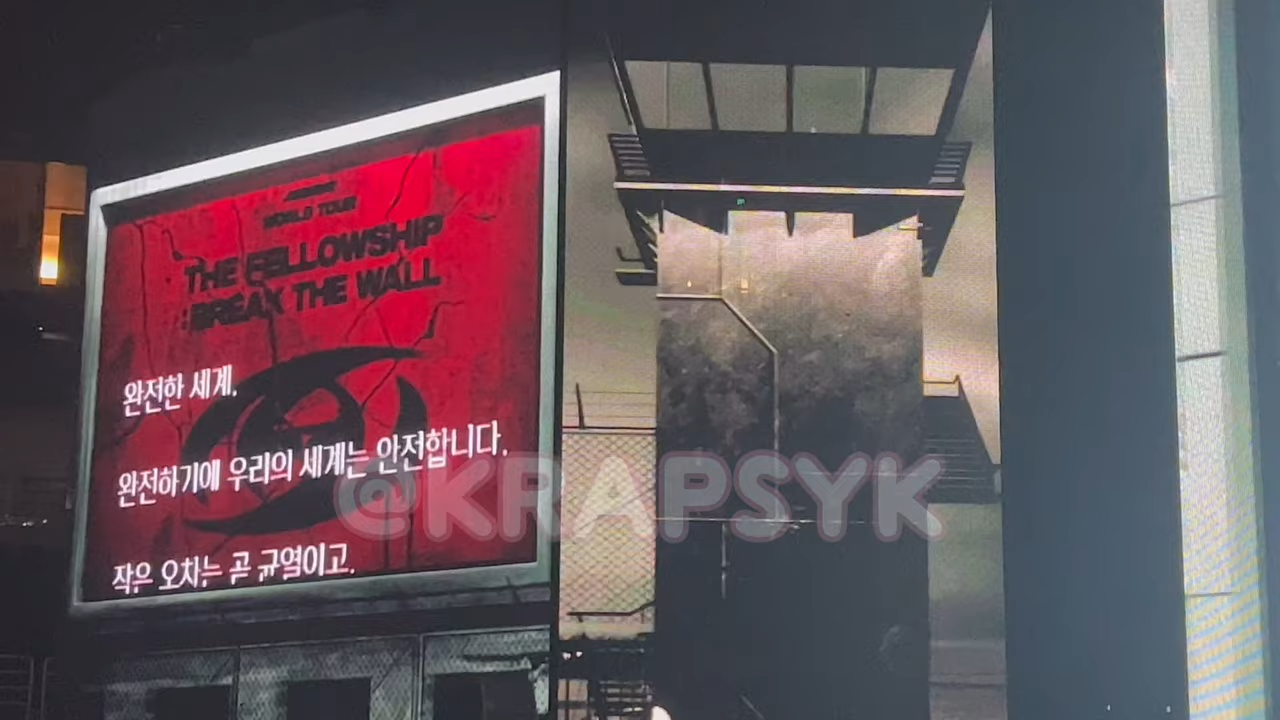 WORLD TOUR
THE FELLOWSHIP
: BREAK THE WALL
완전한 세계,
완전하기에 우리의 세계는 안전합니다.
작은 오차는 곧 균열이고,
@KRAPSYK